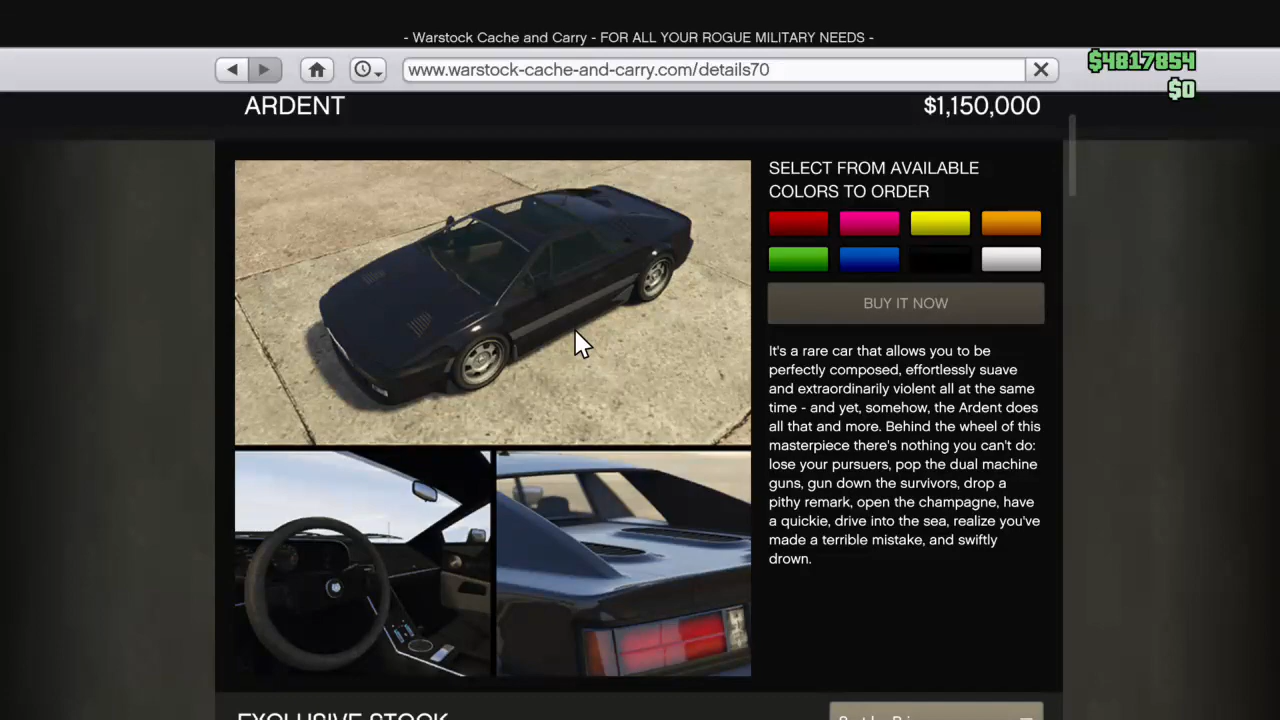 - Warstock Cache and Carry - FOR ALL YOUR ROGUE MILITARY NEEDS -
www.warstock-cache-and-carry.com/details70
$4817854
$0
ARDENT
$1,150,000
SELECT FROM AVAILABLE
COLORS TO ORDER
BUY IT NOW
It's a rare car that allows you to be
perfectly composed, effortlessly suave
and extraordinarily violent all at the same
time - and yet, somehow, the Ardent does
all that and more. Behind the wheel of this
masterpiece there's nothing you can't do:
lose your pursuers, pop the dual machine
guns, gun down the survivors, drop a
pithy remark, open the champagne, have
a quickie, drive into the sea, realize you've
made a terrible mistake, and swiftly
drown.
EXCLUSIVE STOCK